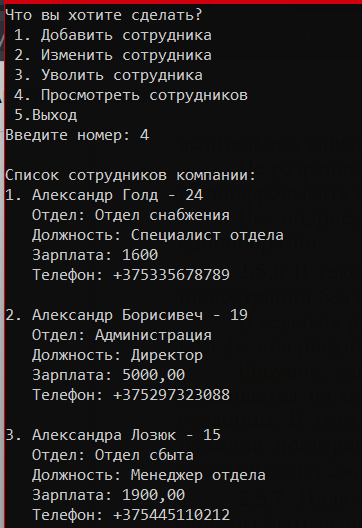 Что вы хотите сделать?
1. Добавить сотрудника
2. Изменить сотрудника
3. Уволить сотрудника
4. Просмотреть сотрудников
5.Выход
Введите номер: 4
Список сотрудников компании:
1. Александр Голд - 24
Отдел: Отдел снабжения
Должность: Специалист отдела
Зарплата: 1600
Телефон: +375335678789
2. Александр Борисивеч - 19
Отдел: Администрация
Должность: Директор
Зарплата: 5000,00
Телефон: +375297323088
3. Александра Лозюк - 15
Отдел: Отдел сбыта
Должность: Менеджер отдела
Зарплата: 1900,00
Телефон: +375445110212